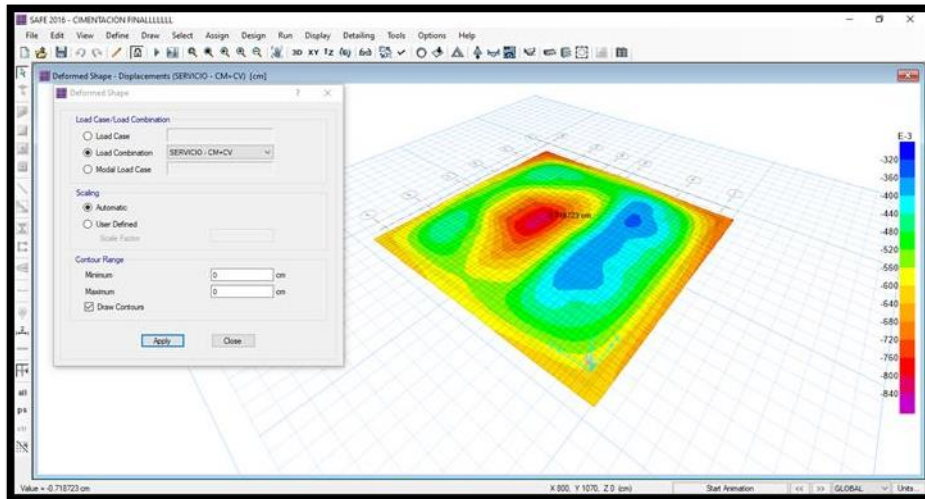 SAFE 2016 - CIMENTACION FINALLLLLLL
File Edit View Define Draw Select Assign Design Run Display Detailing Tools Options Help
3D XY
Deformed Shape - Displacements (SERVICIO - CM+CV) [cm]
Deformed Shape
Load Case/Load Combination
Load Case
Load Combination SERVICIO - CM+CV
Modal Load Case
Scaling
Automatic
User Defined
Scale Factor
Contour Range
Minimum 0 cm
Maximum 0 cm
Draw Contours
Apply Close
E-3
-320
-360
-400
-440
-480
-520
-560
-600
-640
-680
-720
-760
-800
-840
all
ps
Value = -0.718723 cm X 800, Y 1070, Z 0 (cm) Start Animation << >> GLOBAL Units...